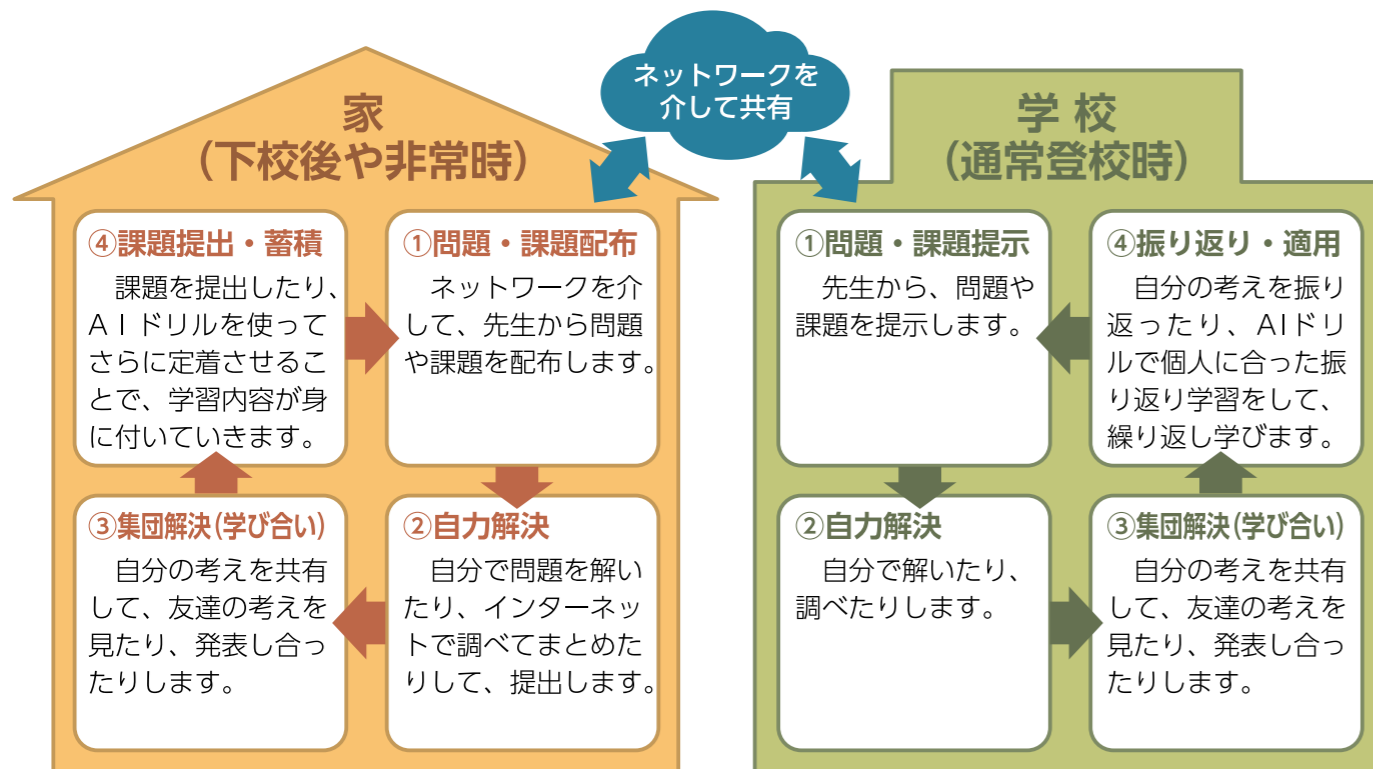 ネットワークを
介して共有
家
（下校後や非常時）
④課題提出・蓄積
課題を提出したり、
ＡＩドリルを使って
さらに定着させるこ
とで、学習内容が身
に付いていきます。
①問題・課題配布
ネットワークを介
して、先生から問題
や課題を配布します。
③集団解決(学び合い)
自分の考えを共有
して、友達の考えを
見たり、発表し合っ
たりします。
②自力解決
自分で問題を解い
たり、インターネッ
トで調べてまとめた
りして、提出します。
学校
（通常登校時）
①問題・課題提示
先生から、問題や
課題を提示します。
④振り返り・適用
自分の考えを振り
返ったり、AIドリ
ルで個人に合った振
り返り学習をして、
繰り返し学びます。
②自力解決
自分で解いたり、
調べたりします。
③集団解決(学び合い)
自分の考えを共有
して、友達の考えを
見たり、発表し合っ
たりします。